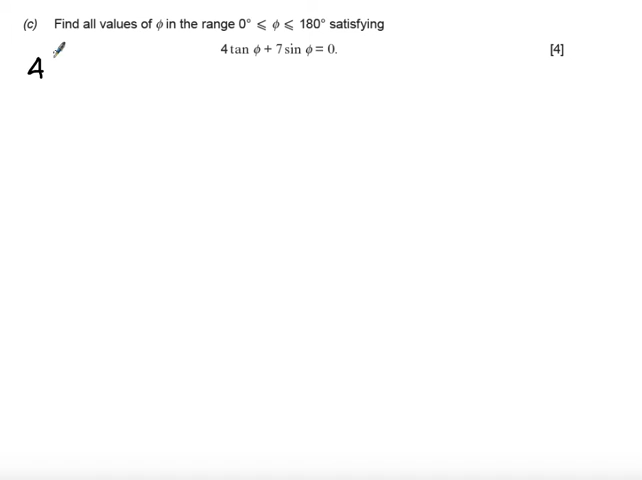 (c) Find all values of ϕ in the range 0° ⩽ ϕ ⩽ 180° satisfying
4 tan ϕ + 7 sin ϕ = 0. [4]
4